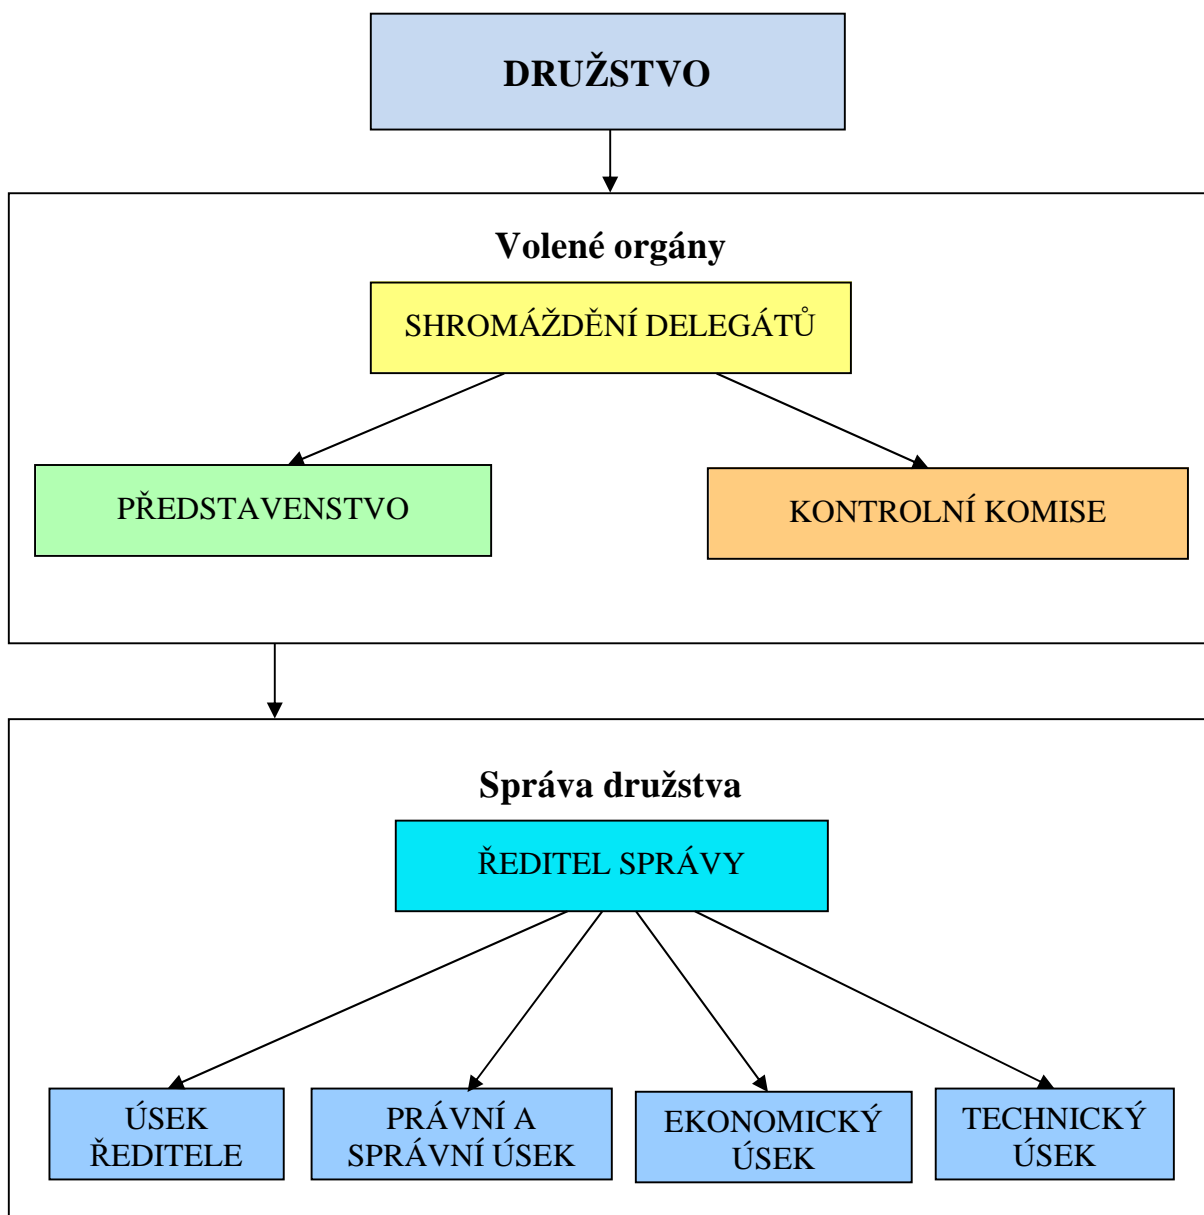 DRUŽSTVO
Volené orgány
SHROMÁŽDĚNÍ DELEGÁTŮ
PŘEDSTAVENSTVO
KONTROLNÍ KOMISE
Správa družstva
ŘEDITEL SPRÁVY
ÚSEK
ŘEDITELE
PRÁVNÍ A
SPRÁVNÍ ÚSEK
EKONOMICKÝ
ÚSEK
TECHNICKÝ
ÚSEK